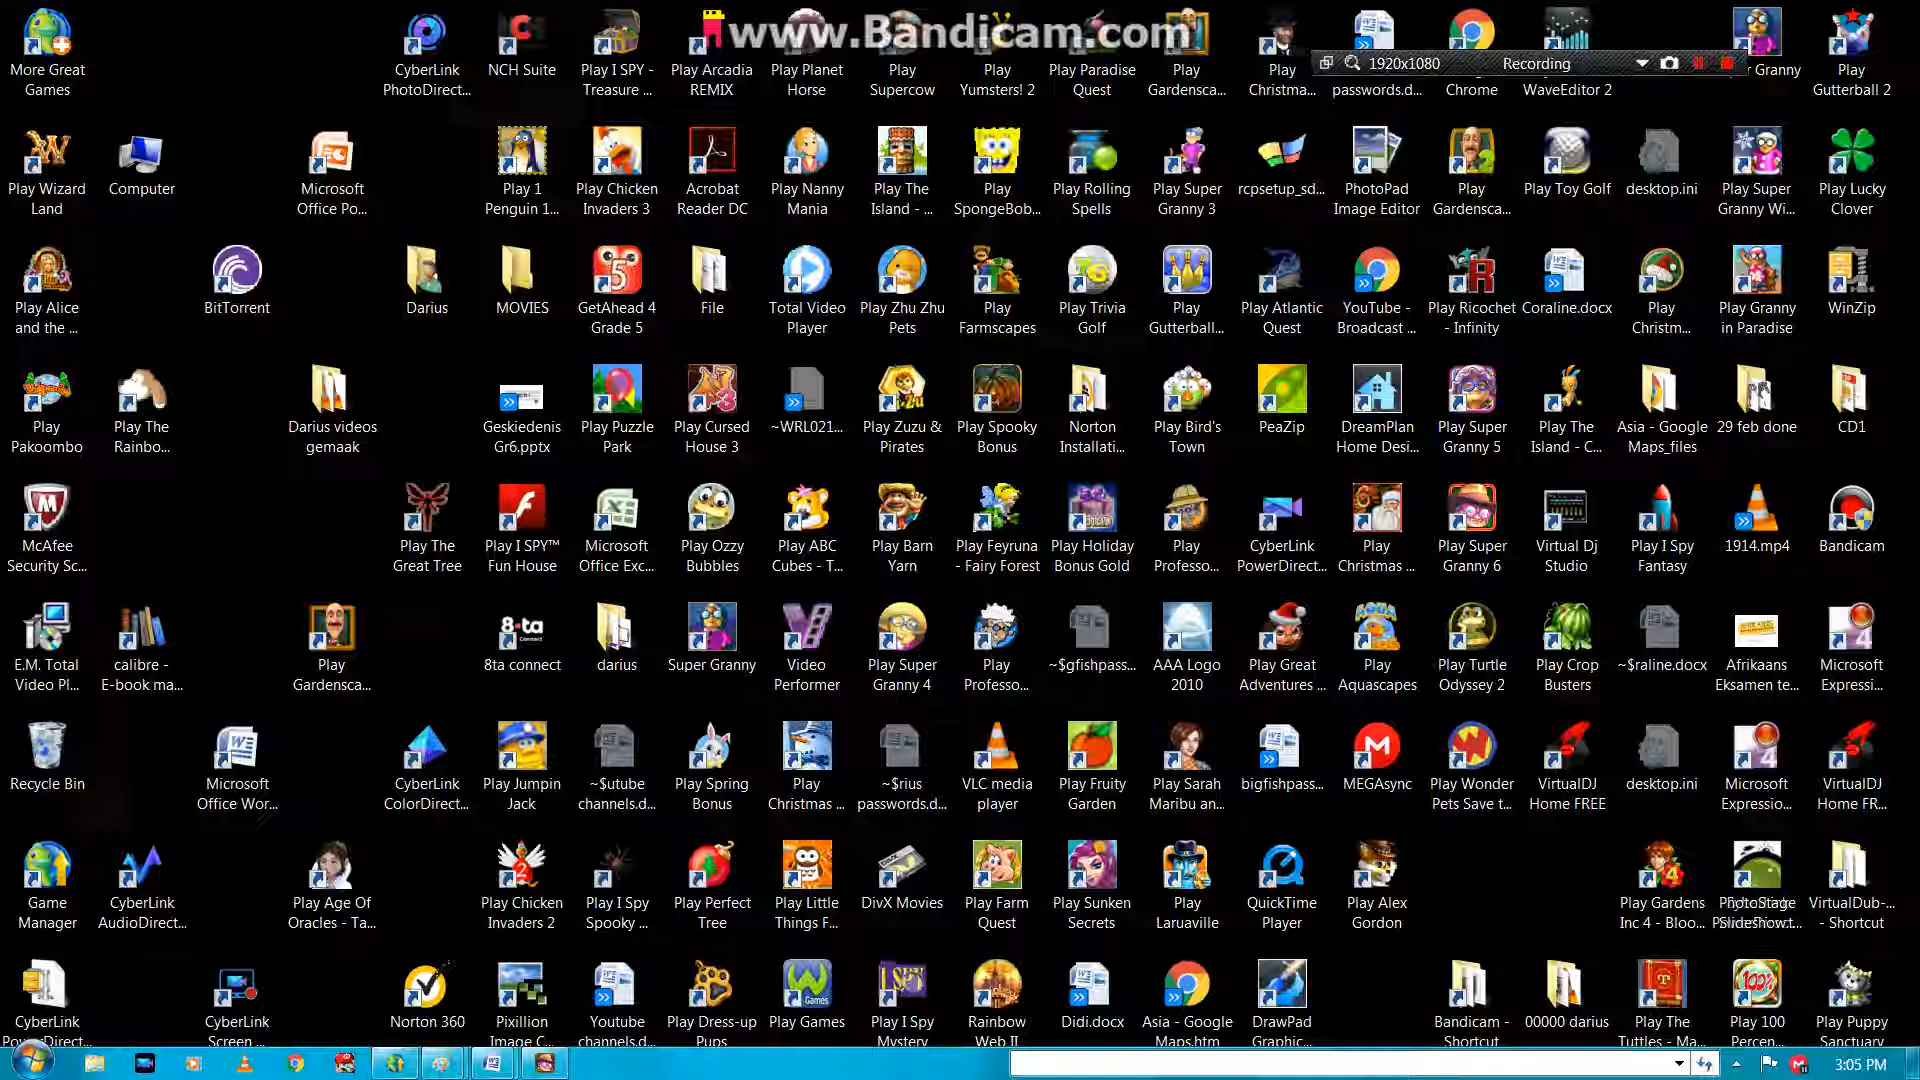 www.Bandicam.com
1920x1080 Recording
More Great Games
CyberLink PhotoDirect...
NCH Suite
Play I SPY - Treasure ...
Play Arcadia REMIX
Play Planet Horse
Play Supercow
Play Yumsters! 2
Play Paradise Quest
Play Gardensca...
Play Christma...
passwords.d...
Chrome
WaveEditor 2
Granny
Play Gutterball 2
Play Wizard Land
Computer
Microsoft Office Po...
Play 1 Penguin 1...
Play Chicken Invaders 3
Acrobat Reader DC
Play Nanny Mania
Play The Island - ...
Play SpongeBob...
Play Rolling Spells
Play Super Granny 3
rcpsetup_sd...
PhotoPad Image Editor
Play Gardensca...
Play Toy Golf
desktop.ini
Play Super Granny Wi...
Play Lucky Clover
Play Alice and the ...
BitTorrent
Darius
MOVIES
GetAhead 4 Grade 5
File
Total Video Player
Play Zhu Zhu Pets
Play Farmscapes
Play Trivia Golf
Play Gutterball...
Play Atlantic Quest
YouTube - Broadcast ...
Play Ricochet - Infinity
Coraline.docx
Play Christm...
Play Granny in Paradise
WinZip
Play Pakoombo
Play The Rainbo...
Darius videos gemaak
Geskiedenis Gr6.pptx
Play Puzzle Park
Play Cursed House 3
~WRL021...
Play Zuzu & Pirates
Play Spooky Bonus
Norton Installati...
Play Bird's Town
PeaZip
DreamPlan Home Desi...
Play Super Granny 5
Play The Island - C...
Asia - Google Maps_files
29 feb done
CD1
McAfee Security Sc...
Play The Great Tree
Play I SPY™ Fun House
Microsoft Office Exc...
Play Ozzy Bubbles
Play ABC Cubes - T...
Play Barn Yarn
Play Feyruna - Fairy Forest
Play Holiday Bonus Gold
Play Professo...
CyberLink PowerDirect...
Play Christmas ...
Play Super Granny 6
Virtual Dj Studio
Play I Spy Fantasy
1914.mp4
Bandicam
E.M. Total Video Pl...
calibre - E-book ma...
Play Gardensca...
8ta connect
darius
Super Granny
Video Performer
Play Super Granny 4
Play Professo...
~$gfishpass...
AAA Logo 2010
Play Great Adventures ...
Play Aquascapes
Play Turtle Odyssey 2
Play Crop Busters
~$raline.docx
Afrikaans Eksamen te...
Microsoft Expressi...
Recycle Bin
Microsoft Office Wor...
CyberLink ColorDirect...
Play Jumpin Jack
~$utube channels.d...
Play Spring Bonus
Play Christmas ...
~$rius passwords.d...
VLC media player
Play Fruity Garden
Play Sarah Maribu an...
bigfishpass...
MEGAsync
Play Wonder Pets Save t...
VirtualDJ Home FREE
desktop.ini
Microsoft Expressio...
VirtualDJ Home FR...
Game Manager
CyberLink AudioDirect...
Play Age Of Oracles - Ta...
Play Chicken Invaders 2
Play I Spy Spooky ...
Play Perfect Tree
Play Little Things F...
DivX Movies
Play Farm Quest
Play Sunken Secrets
Play Laruaville
QuickTime Player
Play Alex Gordon
Play Gardens Inc 4 - Bloo...
VirtualDub-... - Shortcut
CyberLink PowerDirect...
CyberLink Screen ...
Norton 360
Pixillion Image C...
Youtube channels.d...
Play Dress-up Pups
Play Games
Play I Spy Mystery
Rainbow Web II
Didi.docx
Asia - Google Maps.htm
DrawPad Graphic...
Bandicam - Shortcut
00000 darius
Play The Tuttles - Ma...
Play 100 Percen...
Play Puppy Sanctuary
3:05 PM